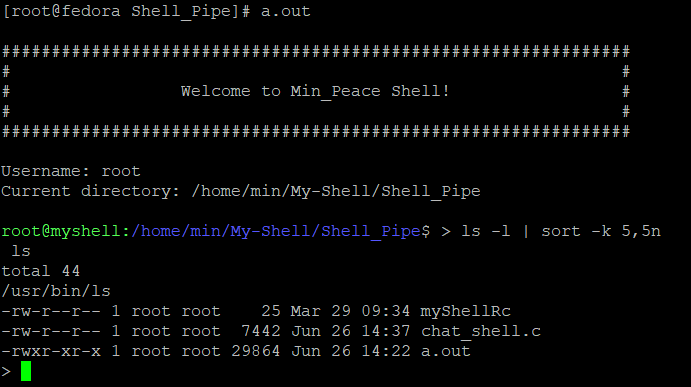 [root@fedora Shell_Pipe]# a.out
###############################################################
#                                                             #
#                 Welcome to Min_Peace Shell!                 #
#                                                             #
###############################################################
Username: root
Current directory: /home/min/My-Shell/Shell_Pipe
root@myshell:/home/min/My-Shell/Shell_Pipe$ > ls -l | sort -k 5,5n
 ls
total 44
/usr/bin/ls
-rw-r--r-- 1 root root    25 Mar 29 09:34 myShellRc
-rw-r--r-- 1 root root  7442 Jun 26 14:37 chat_shell.c
-rwxr-xr-x 1 root root 29864 Jun 26 14:22 a.out
>